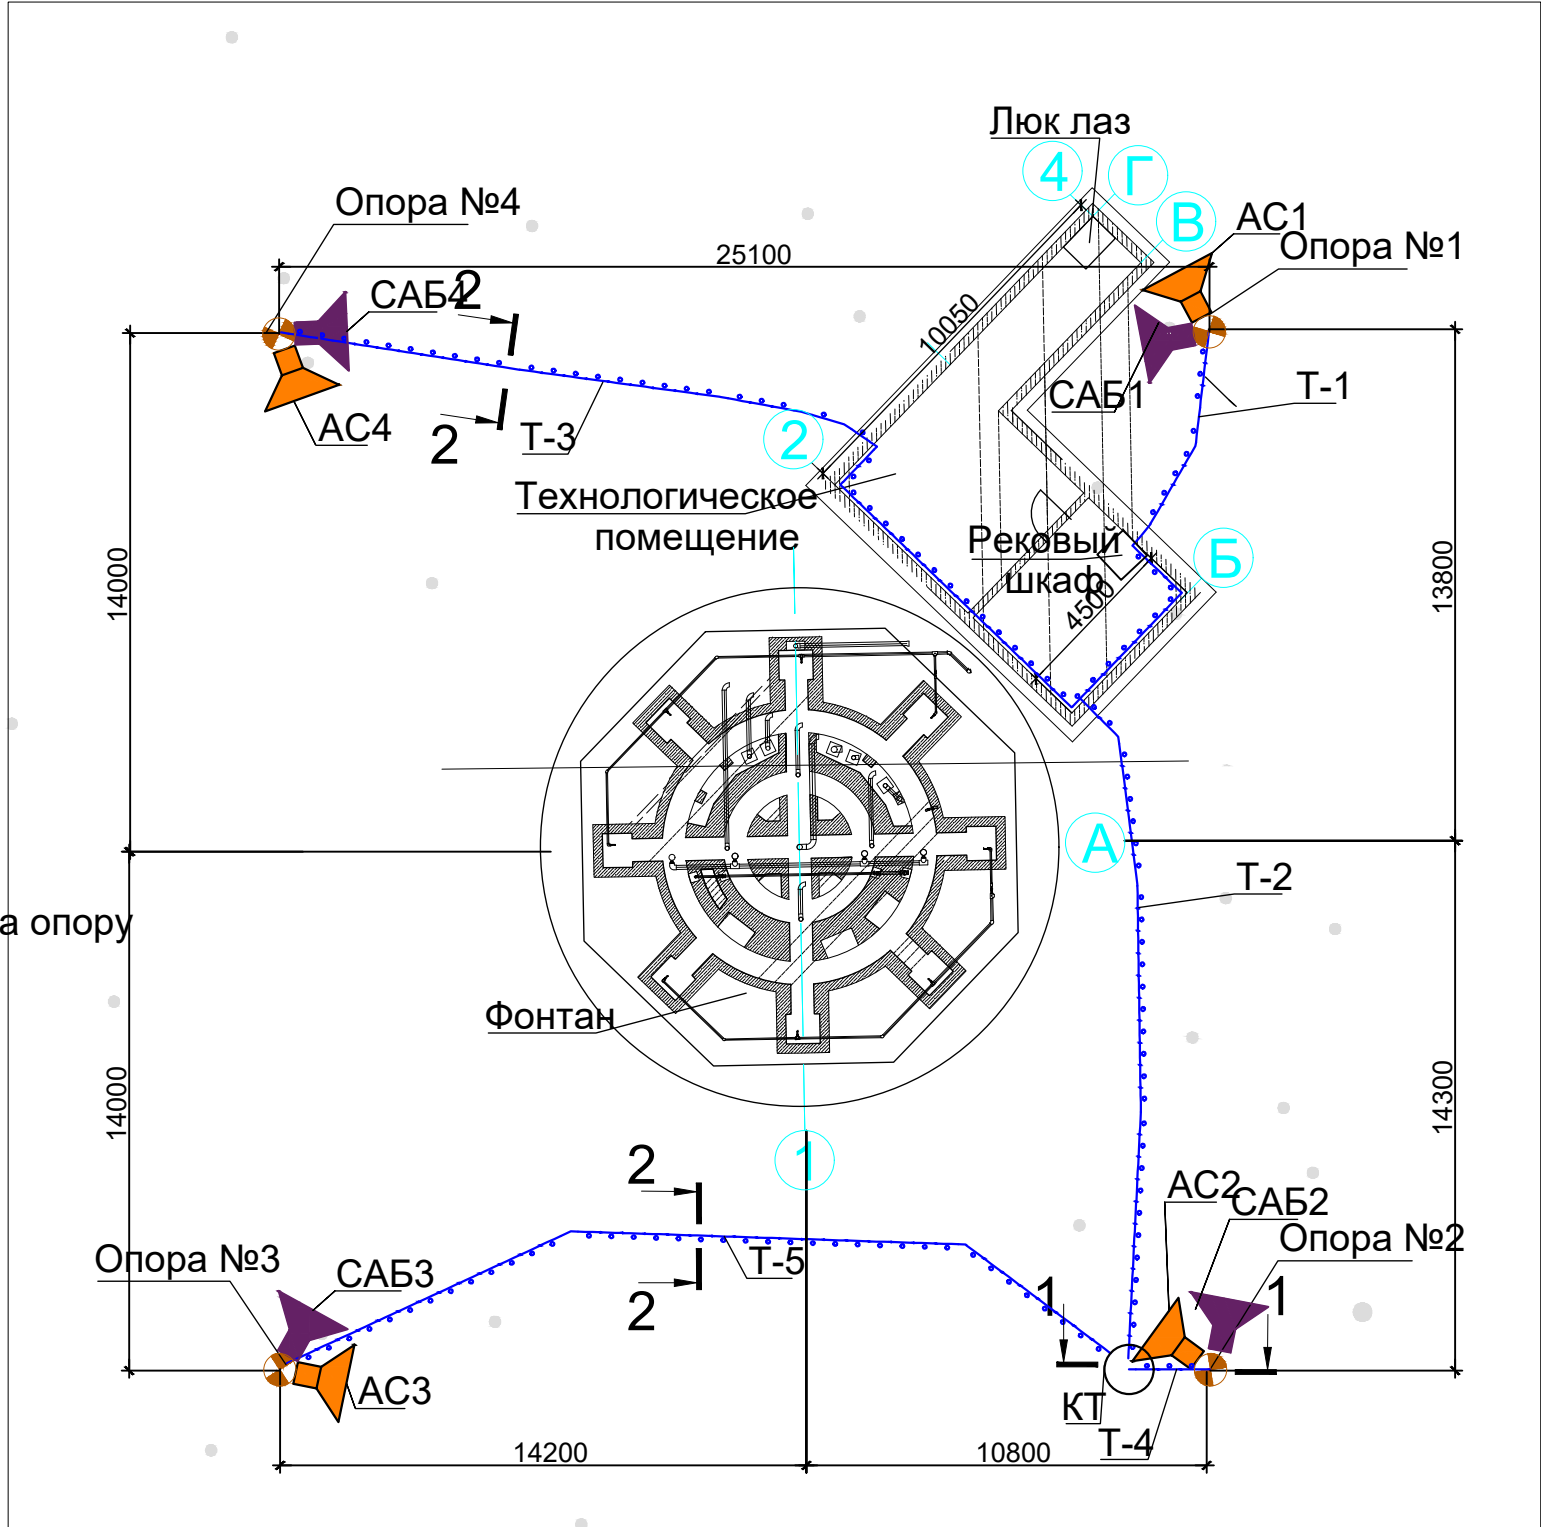 Люк лаз
4
Г
В
Опора №4
АС1
Опора №1
25100
САБ4
2
10050
САБ1
Т-1
АС4
2
Т-3
2
Технологическое
помещение
Рековый
шкаф
Б
4500
14000
13800
А
Т-2
а опору
Фонтан
14000
14300
1
2
АС2
САБ2
Опора №2
Опора №3
САБ3
Т-5
2
1
1
АС3
КТ
Т-4
14200
10800